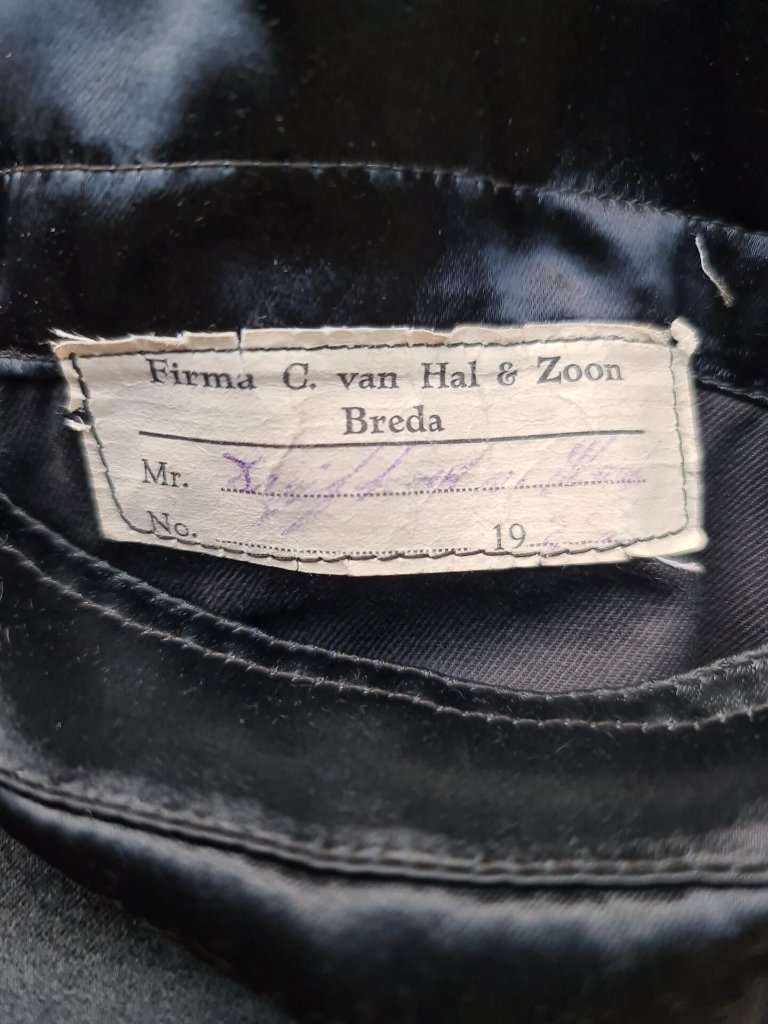 Firma C. van Hal & Zoon
Breda
Mr.
No. 19